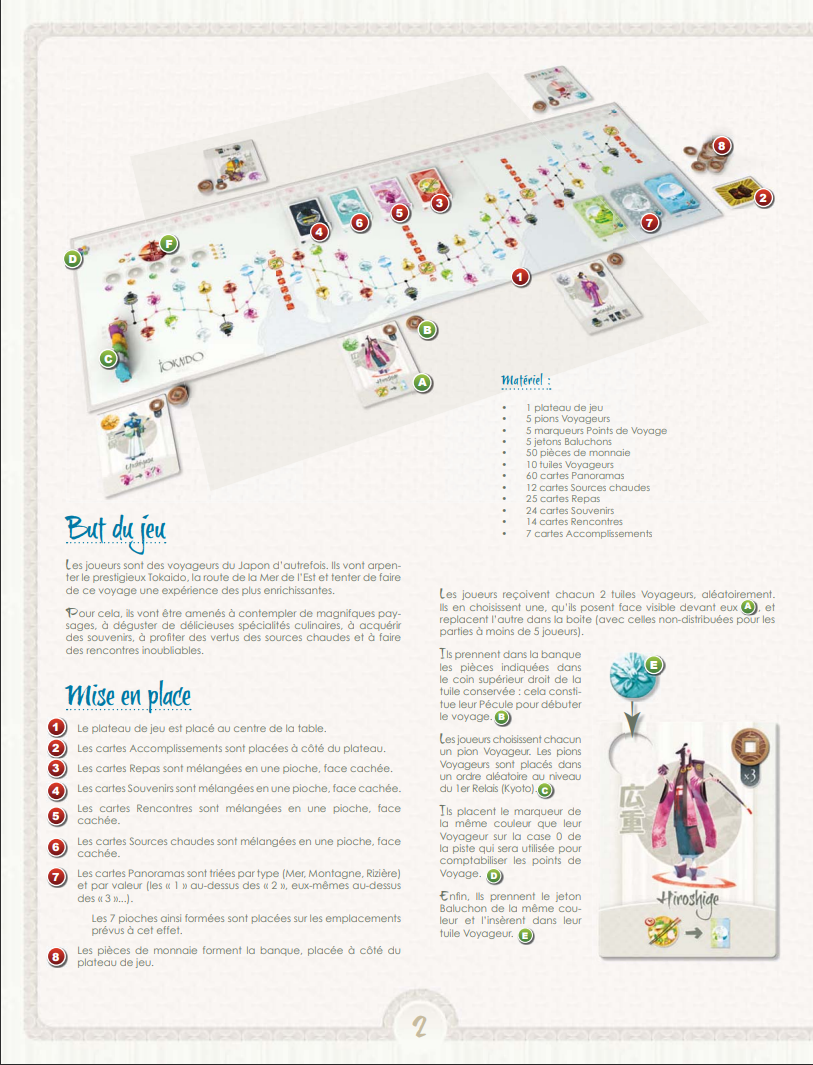 8
2
5
3
6
7
4
F
D
1
B
C
TOKAIDO
A
Hiroshige
Yoshiyasu
Matériel :
• 1 plateau de jeu
• 5 pions Voyageurs
• 5 marqueurs Points de Voyage
• 5 jetons Baluchons
• 50 pièces de monnaie
• 10 tuiles Voyageurs
• 60 cartes Panoramas
• 12 cartes Sources chaudes
• 25 cartes Repas
• 24 cartes Souvenirs
• 14 cartes Rencontres
• 7 cartes Accomplissements
But du jeu
Les joueurs sont des voyageurs du Japon d'autrefois. Ils vont arpen-
ter le prestigieux Tokaido, la route de la Mer de l'Est et tenter de faire
de ce voyage une expérience des plus enrichissantes.
Pour cela, ils vont être amenés à contempler de magnifques pay-
sages, à déguster de délicieuses spécialités culinaires, à acquérir
des souvenirs, à profiter des vertus des sources chaudes et à faire
des rencontres inoubliables.
Mise en place
1 Le plateau de jeu est placé au centre de la table.
2 Les cartes Accomplissements sont placées à côté du plateau.
3 Les cartes Repas sont mélangées en une pioche, face cachée.
4 Les cartes Souvenirs sont mélangées en une pioche, face cachée.
5 Les cartes Rencontres sont mélangées en une pioche, face
cachée.
6 Les cartes Sources chaudes sont mélangées en une pioche, face
cachée.
7 Les cartes Panoramas sont triées par type (Mer, Montagne, Rizière)
et par valeur (les « 1 » au-dessus des « 2 », eux-mêmes au-dessus
des « 3 »...).
Les 7 pioches ainsi formées sont placées sur les emplacements
prévus à cet effet.
8 Les pièces de monnaie forment la banque, placée à côté du
plateau de jeu.
Les joueurs reçoivent chacun 2 tuiles Voyageurs, aléatoirement.
Ils en choisissent une, qu'ils posent face visible devant eux A , et
replacent l'autre dans la boîte (avec celles non-distribuées pour les
parties à moins de 5 joueurs).
Ils prennent dans la banque
les pièces indiquées dans
le coin supérieur droit de la
tuile conservée : cela consti-
tue leur Pécule pour débuter
le voyage. B
Les joueurs choisissent chacun
un pion Voyageur. Les pions
Voyageurs sont placés dans
un ordre aléatoire au niveau
du 1er Relais (Kyoto). C
Ils placent le marqueur de
la même couleur que leur
Voyageur sur la case 0 de
la piste qui sera utilisée pour
comptabiliser les points de
Voyage. D
Enfin, Ils prennent le jeton
Baluchon de la même cou-
leur et l'insèrent dans leur
tuile Voyageur. E
E
x3
広重
Hiroshige
2